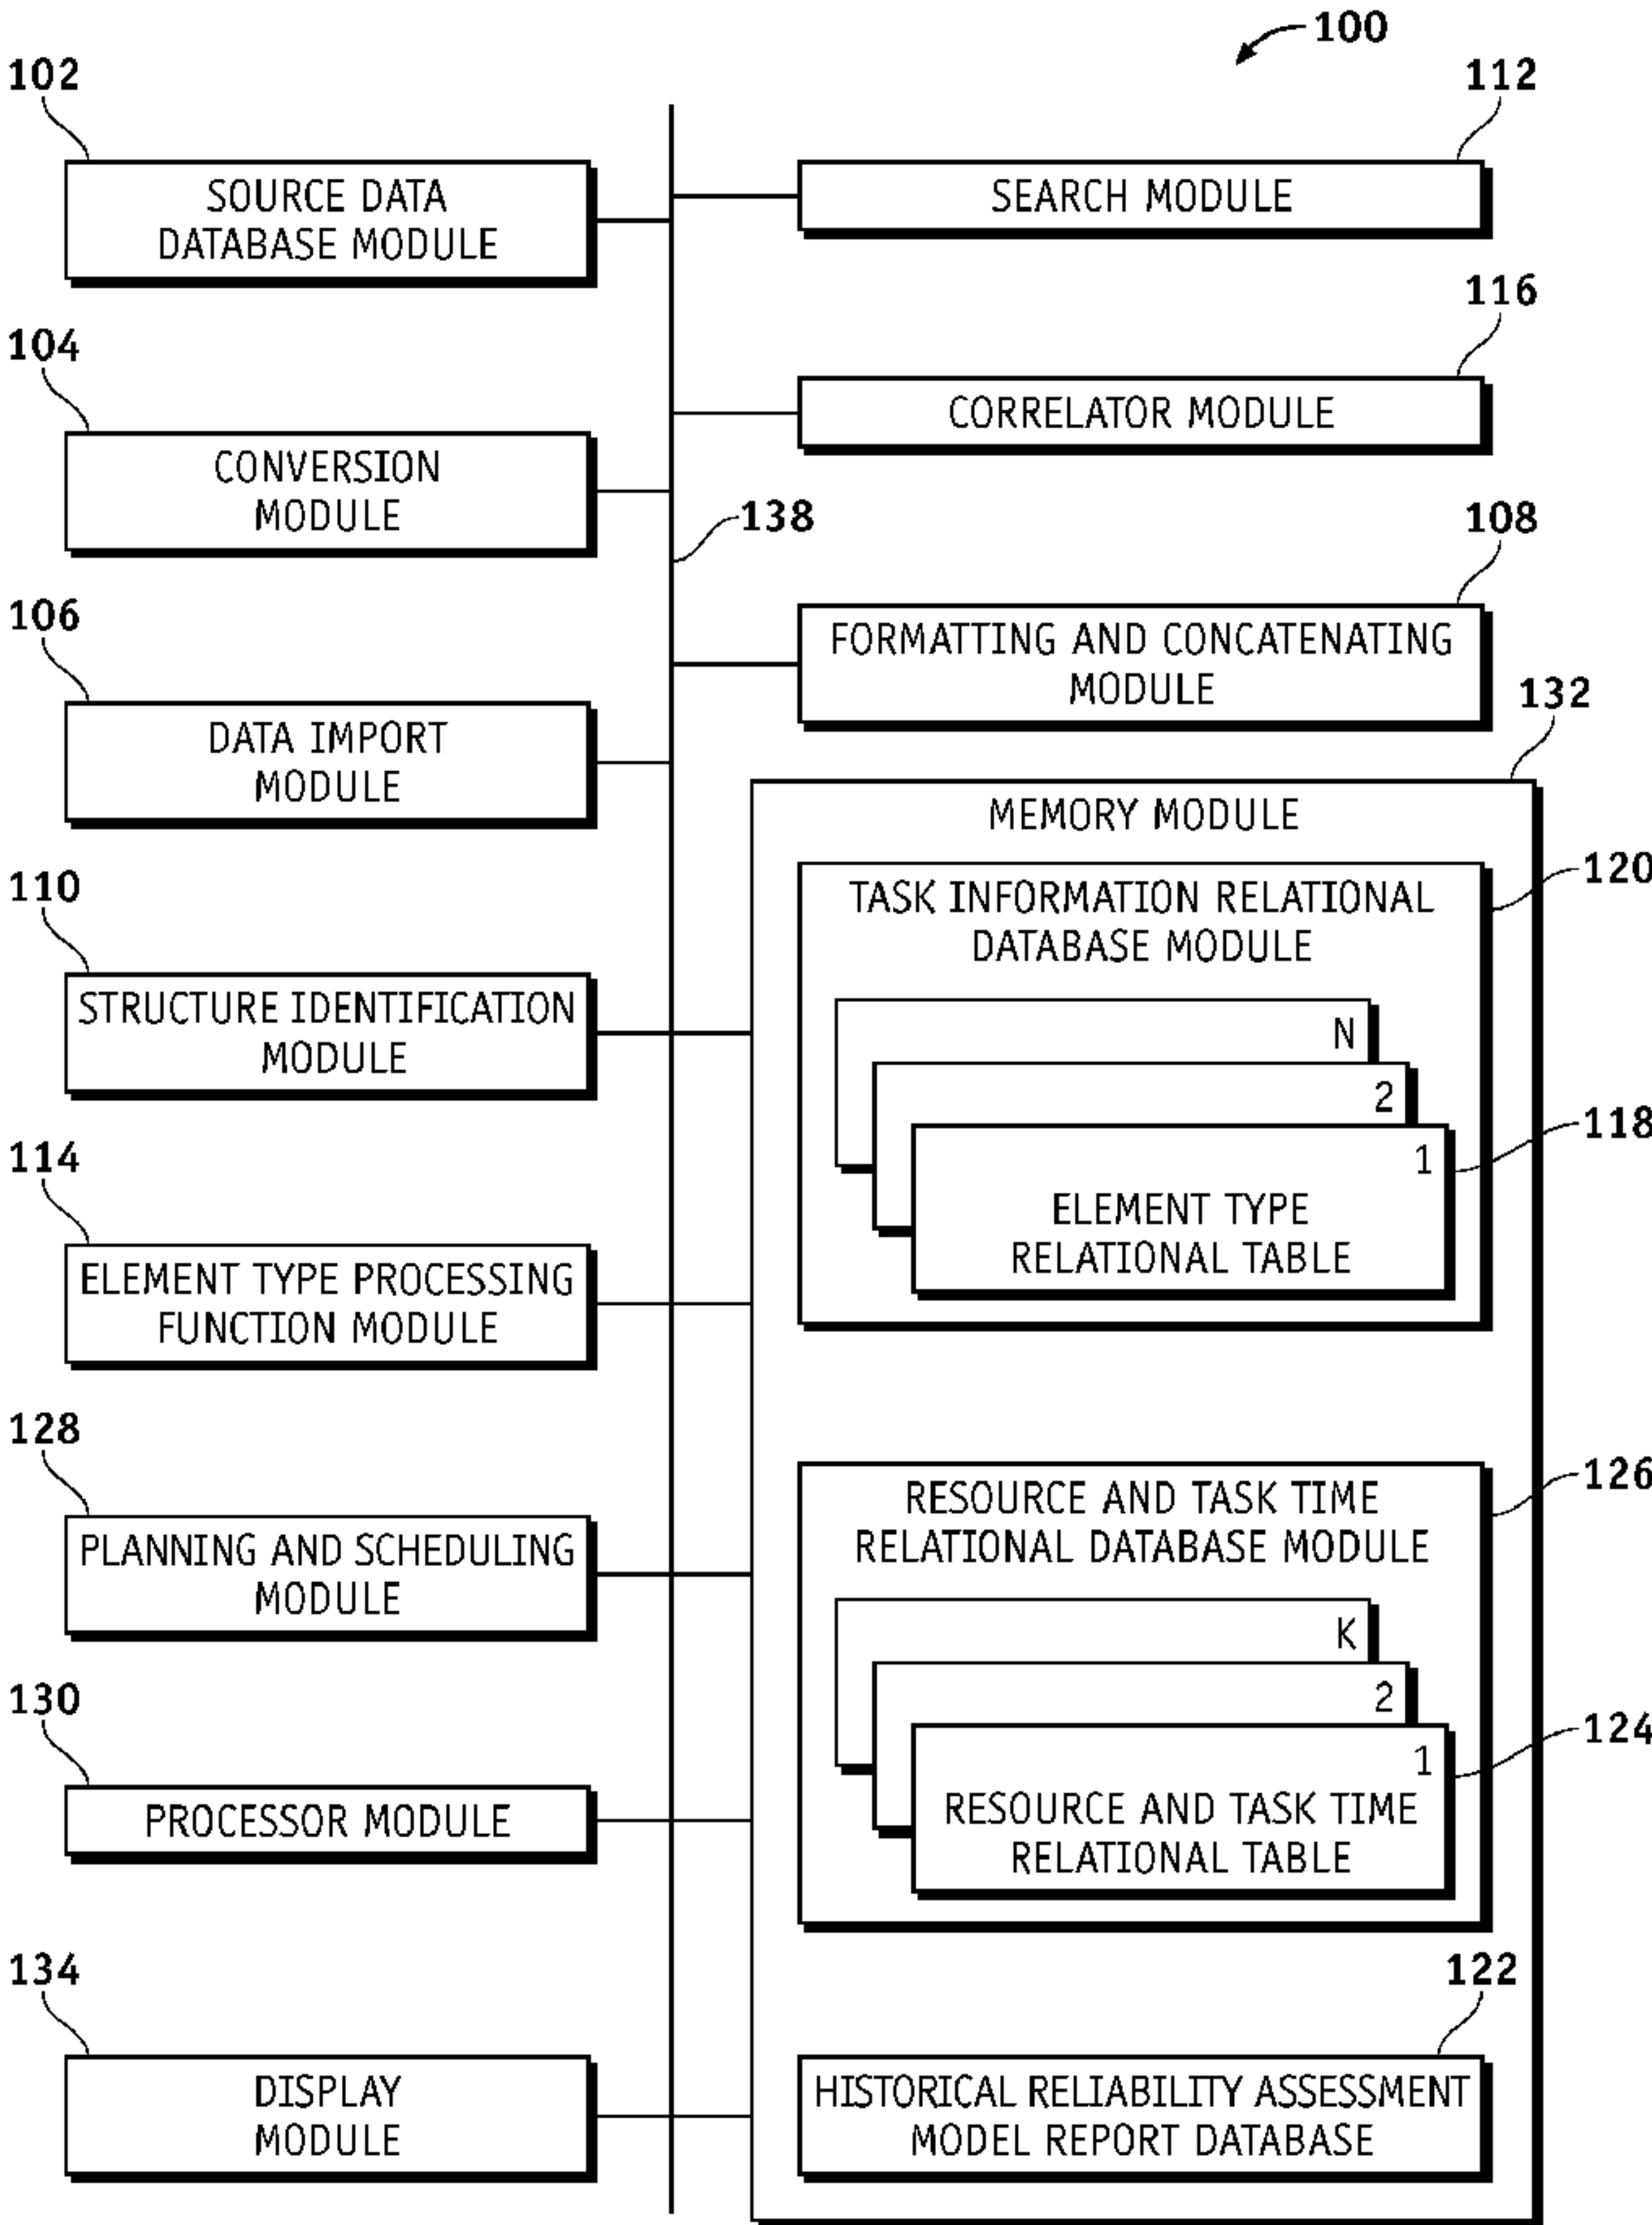 100
102
SOURCE DATA
DATABASE MODULE
112
SEARCH MODULE
116
CORRELATOR MODULE
104
CONVERSION
MODULE
138
108
FORMATTING AND CONCATENATING
MODULE
106
DATA IMPORT
MODULE
132
MEMORY MODULE
120
TASK INFORMATION RELATIONAL
DATABASE MODULE
N
2
1
118
ELEMENT TYPE
RELATIONAL TABLE
110
STRUCTURE IDENTIFICATION
MODULE
114
ELEMENT TYPE PROCESSING
FUNCTION MODULE
128
PLANNING AND SCHEDULING
MODULE
126
RESOURCE AND TASK TIME
RELATIONAL DATABASE MODULE
K
2
1
124
RESOURCE AND TASK TIME
RELATIONAL TABLE
130
PROCESSOR MODULE
134
DISPLAY
MODULE
122
HISTORICAL RELIABILITY ASSESSMENT
MODEL REPORT DATABASE